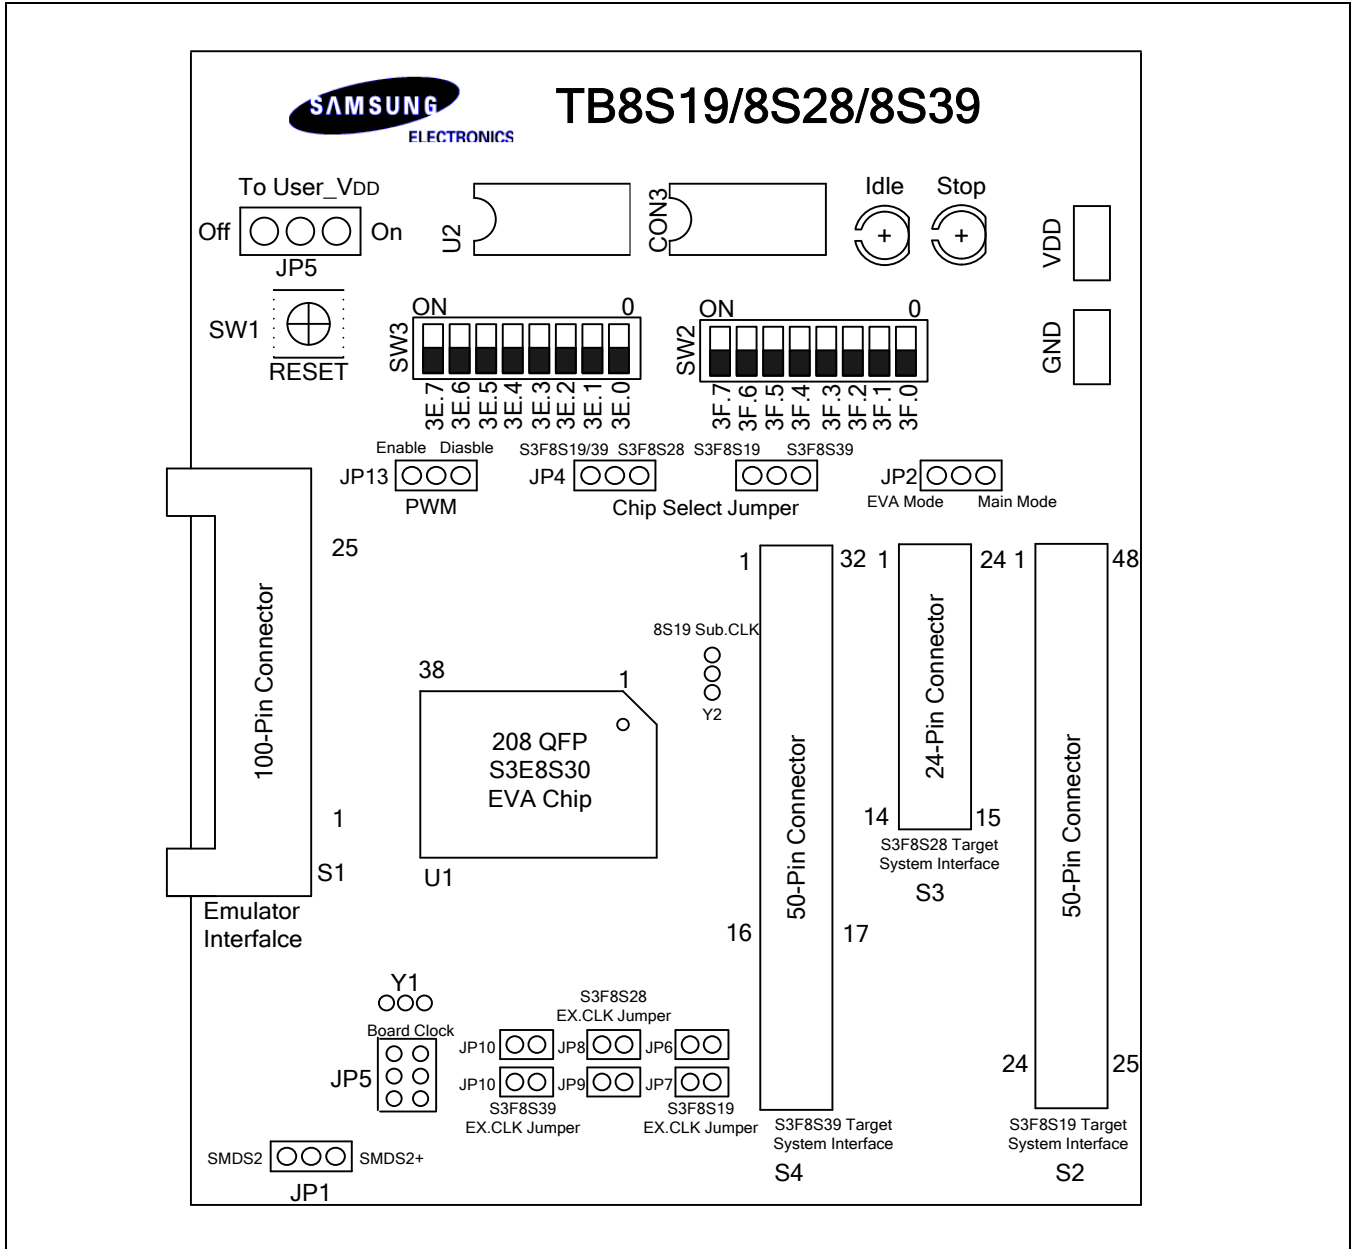 SAMSUNG
ELECTRONICS
TB8S19/8S28/8S39
To User_VDD
Off
On
JP5
U2
CON3
Idle
Stop
VDD
GND
SW1
RESET
ON
0
SW3
3E.7
3E.6
3E.5
3E.4
3E.3
3E.2
3E.1
3E.0
ON
0
SW2
3F.7
3F.6
3F.5
3F.4
3F.3
3F.2
3F.1
3F.0
Enable
Diasble
JP13
PWM
S3F8S19/39
S3F8S28
JP4
S3F8S19
S3F8S39
Chip Select Jumper
JP2
EVA Mode
Main Mode
100-Pin Connector
25
1
S1
Emulator
Interfalce
38
1
208 QFP
S3E8S30
EVA Chip
U1
8S19 Sub.CLK
Y2
1
32
50-Pin Connector
16
17
S3F8S39 Target
System Interface
S4
1
24
24-Pin Connector
14
15
S3F8S28 Target
System Interface
S3
1
48
50-Pin Connector
24
25
S3F8S19 Target
System Interface
S2
Y1
Board Clock
JP5
S3F8S28
EX.CLK Jumper
JP10
JP8
JP6
JP10
JP9
JP7
S3F8S39
EX.CLK Jumper
S3F8S19
EX.CLK Jumper
SMDS2
SMDS2+
JP1